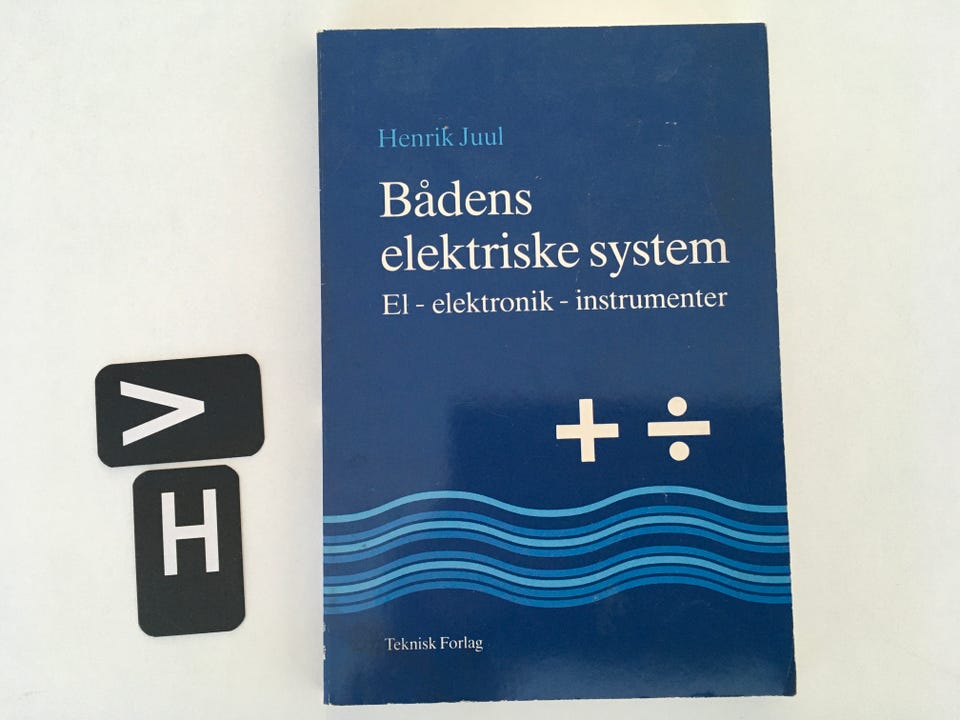 Henrik Juul
Bådens
elektriske system
El - elektronik - instrumenter
+ ÷
Teknisk Forlag
V
H